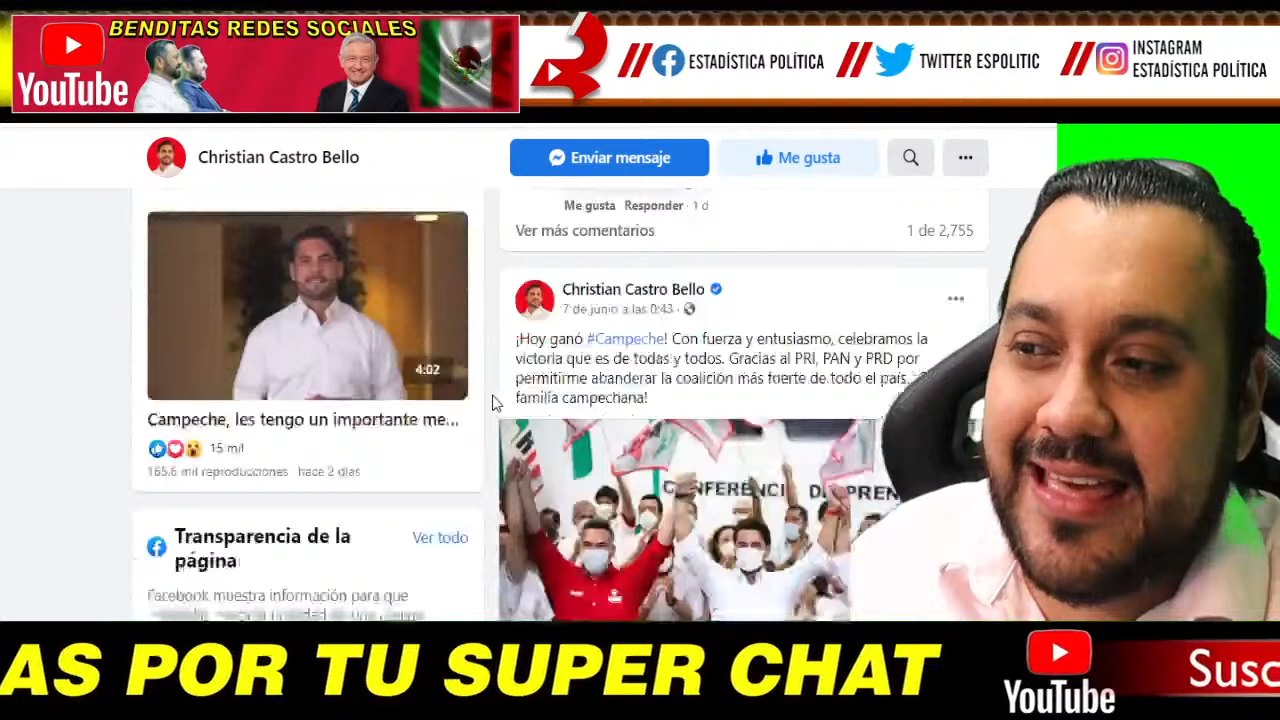 BENDITAS REDES SOCIALES
YouTube
ESTADÍSTICA POLÍTICA
TWITTER ESPOLITIC
INSTAGRAM
ESTADÍSTICA POLÍTICA
Christian Castro Bello
Enviar mensaje
Me gusta
4:02
Campeche, les tengo un importante me...
15 mil
165.6 mil reproducciones hace 2 días
Transparencia de la
página
Ver todo
Facebook muestra información para que
Me gusta Responder · 1 d
Ver más comentarios
1 de 2,755
Christian Castro Bello
7 de junio a las 0:43 ·
¡Hoy ganó #Campeche! Con fuerza y entusiasmo, celebramos la
victoria que es de todas y todos. Gracias al PRI, PAN y PRD por
permitirme abanderar la coalición más fuerte de todo el país.
familia campechana!
AS POR TU SUPER CHAT
YouTube
Susc